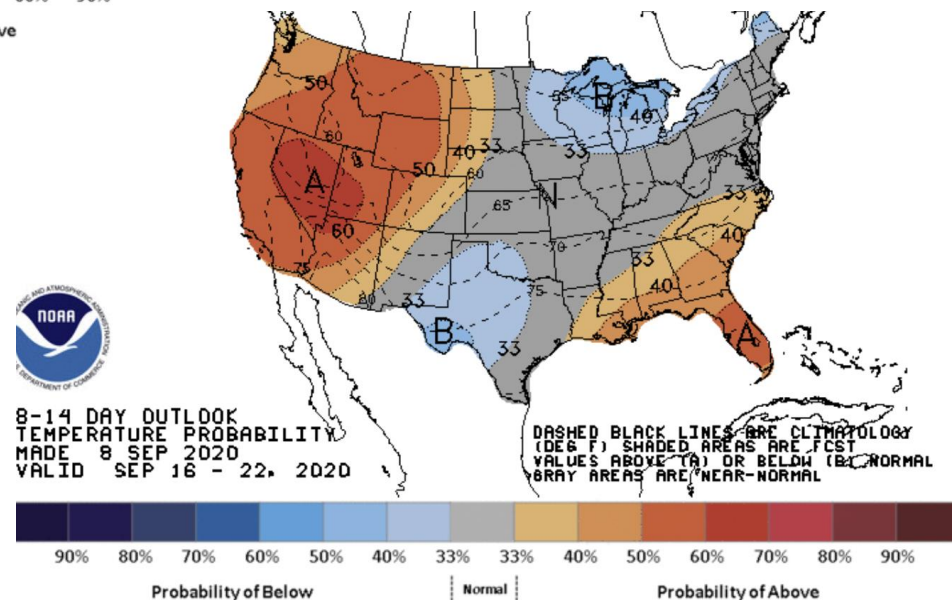 ve
50
B
55
40
60
40
33
33
50
60
A
65
N
33
60
70
33
40
75
80
33
75
40
B
33
A
NOAA
8-14 DAY OUTLOOK
TEMPERATURE PROBABILITY
MADE 8 SEP 2020
VALID SEP 16 - 22, 2020
DASHED BLACK LINES ARE CLIMATOLOGY
(DEG F) SHADED AREAS ARE FCST
VALUES ABOVE (A) OR BELOW (B) NORMAL
GRAY AREAS ARE NEAR-NORMAL
90% 80% 70% 60% 50% 40% 33% 33% 40% 50% 60% 70% 80% 90%
Probability of Below Normal Probability of Above